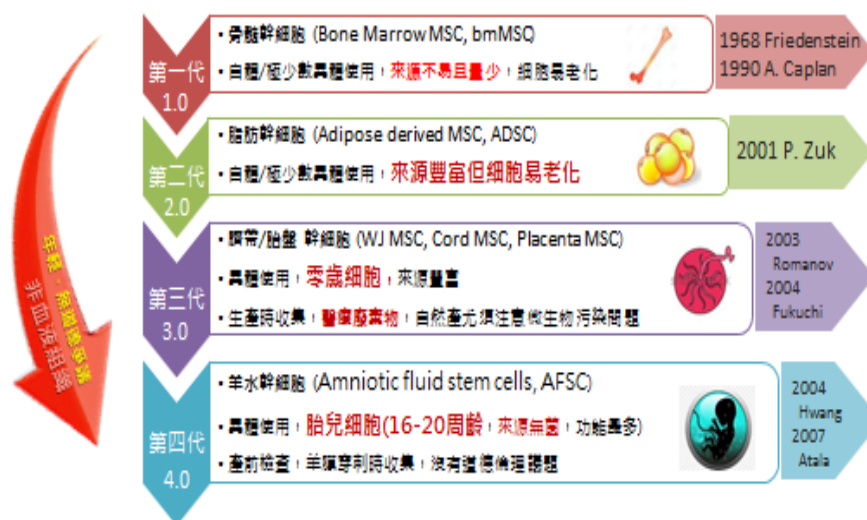 第一代
1.0
• 骨髓幹細胞 (Bone Marrow MSC, bmMSC)
• 自體/極少數異體使用，來源不易且量少，細胞易老化
1968 Friedenstein
1990 A. Caplan
第二代
2.0
• 脂肪幹細胞 (Adipose derived MSC, ADSC)
• 自體/極少數異體使用，來源豐富但細胞易老化
2001 P. Zuk
第三代
3.0
• 臍帶/胎盤 幹細胞 (WJ MSC, Cord MSC, Placenta MSC)
• 異體使用，零歲細胞，來源豐富
• 生產時收集，醫療廢棄物，自然產尤須注意微生物污染問題
2003
Romanov
2004
Fukuchi
第四代
4.0
• 羊水幹細胞 (Amniotic fluid stem cells, AFSC)
• 異體使用，胎兒細胞(16-20周齡，來源無菌，功能最多)
• 產前檢查，羊膜穿刺時收集，沒有道德倫理議題
2004
Hwang
2007
Atala
年輕、無道德爭議
非血液組織